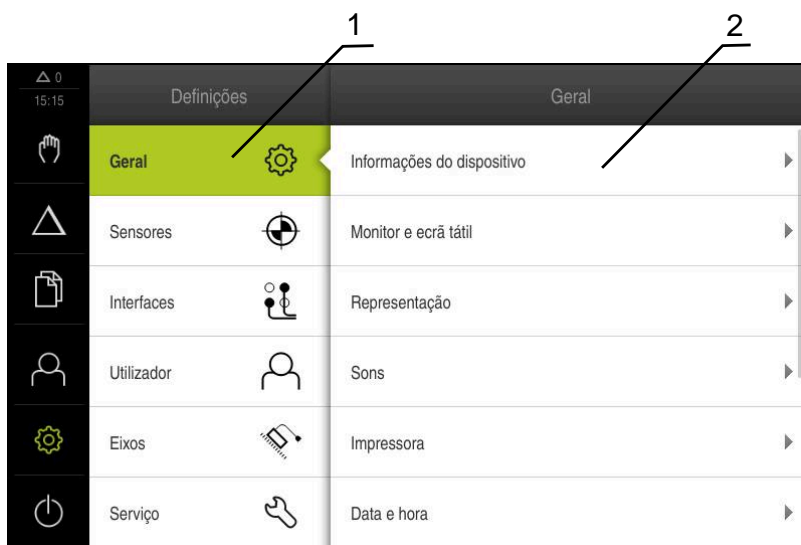 1
2
0
15:15
Definições
Geral
Geral
Informações do dispositivo
Sensores
Monitor e ecrã tátil
Interfaces
Representação
Utilizador
Sons
Eixos
Impressora
Serviço
Data e hora